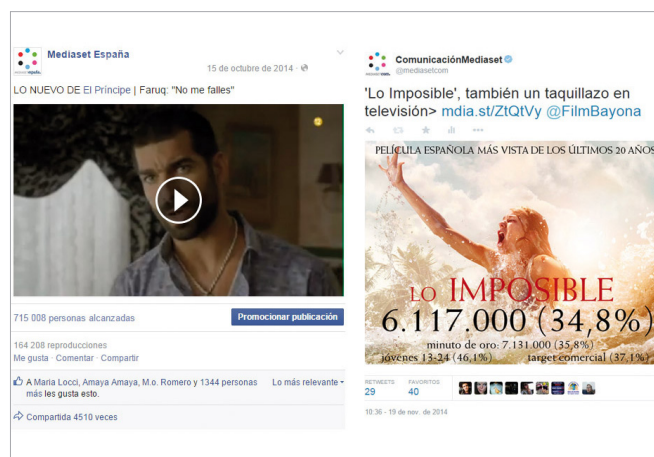 Mediaset España
15 de octubre de 2014
LO NUEVO DE El Príncipe | Faruq: "No me falles"
715 008 personas alcanzadas
Promocionar publicación
164 208 reproducciones
Me gusta · Comentar · Compartir
A Maria Locci, Amaya Amaya, M.o. Romero y 1344 personas
más les gusta esto.
Lo más relevante
Compartida 4510 veces
ComunicaciónMediaset
@mediasetcom
'Lo Imposible', también un taquillazo en
televisión> mdia.st/ZtQtVy @FilmBayona
PELÍCULA ESPAÑOLA MÁS VISTA DE LOS ÚLTIMOS 20 AÑOS
LO IMPOSIBLE
6.117.000 (34,8%)
minuto de oro: 7.131.000 (35,8%)
jóvenes 13-24 (46,1%) target comercial (37,1%)
RETWEETS FAVORITOS
29 40
10:36 - 19 de nov. de 2014